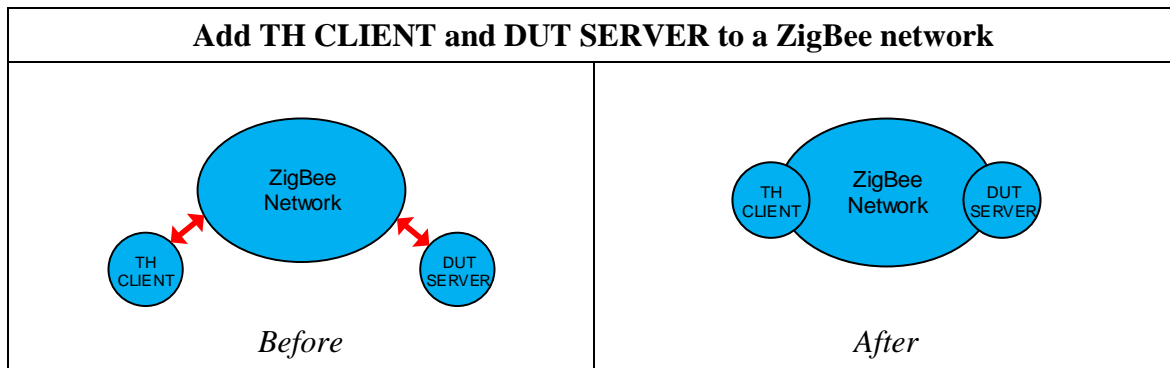 Add TH CLIENT and DUT SERVER to a ZigBee network
ZigBee
Network
TH
CLIENT
DUT
SERVER
Before
TH
CLIENT
ZigBee
Network
DUT
SERVER
After